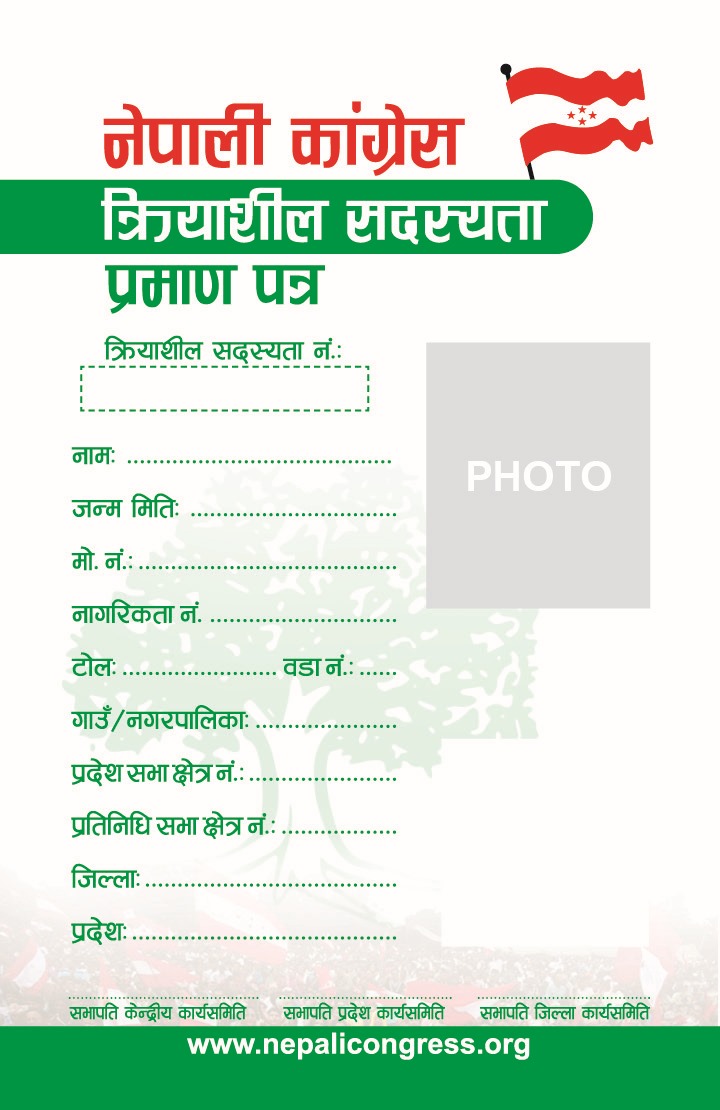 नेपाली कांग्रेस
क्रियाशील सदस्यता
प्रमाण पत्र
क्रियाशील सदस्यता नं.:
PHOTO
नामः ................................................
जन्म मितिः ......................................
मो. नं.: ...............................................
नागरिकता नं. ..................................
टोलः ............................ वडा नं.: ......
गाउँ/नगरपालिकाः ..........................
प्रदेश सभा क्षेत्र नं.: ...........................
प्रतिनिधि सभा क्षेत्र नं.: .....................
जिल्लाः ..............................................
प्रदेशः ................................................
सभापति केन्द्रीय कार्यसमिति सभापति प्रदेश कार्यसमिति सभापति जिल्ला कार्यसमिति
www.nepalicongress.org